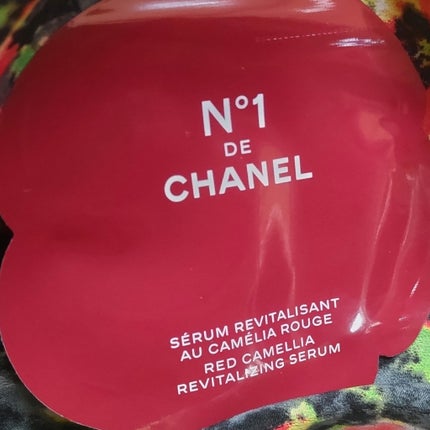 N°1
DE
CHANEL
SÉRUM REVITALISANT
AU CAMÉLIA ROUGE
RED CAMELLIA
REVITALIZING SERUM